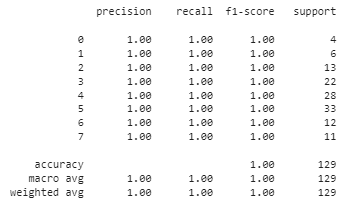 precision recall f1-score support
0 1.00 1.00 1.00 4
1 1.00 1.00 1.00 6
2 1.00 1.00 1.00 13
3 1.00 1.00 1.00 22
4 1.00 1.00 1.00 28
5 1.00 1.00 1.00 33
6 1.00 1.00 1.00 12
7 1.00 1.00 1.00 11
accuracy 1.00 129
macro avg 1.00 1.00 1.00 129
weighted avg 1.00 1.00 1.00 129